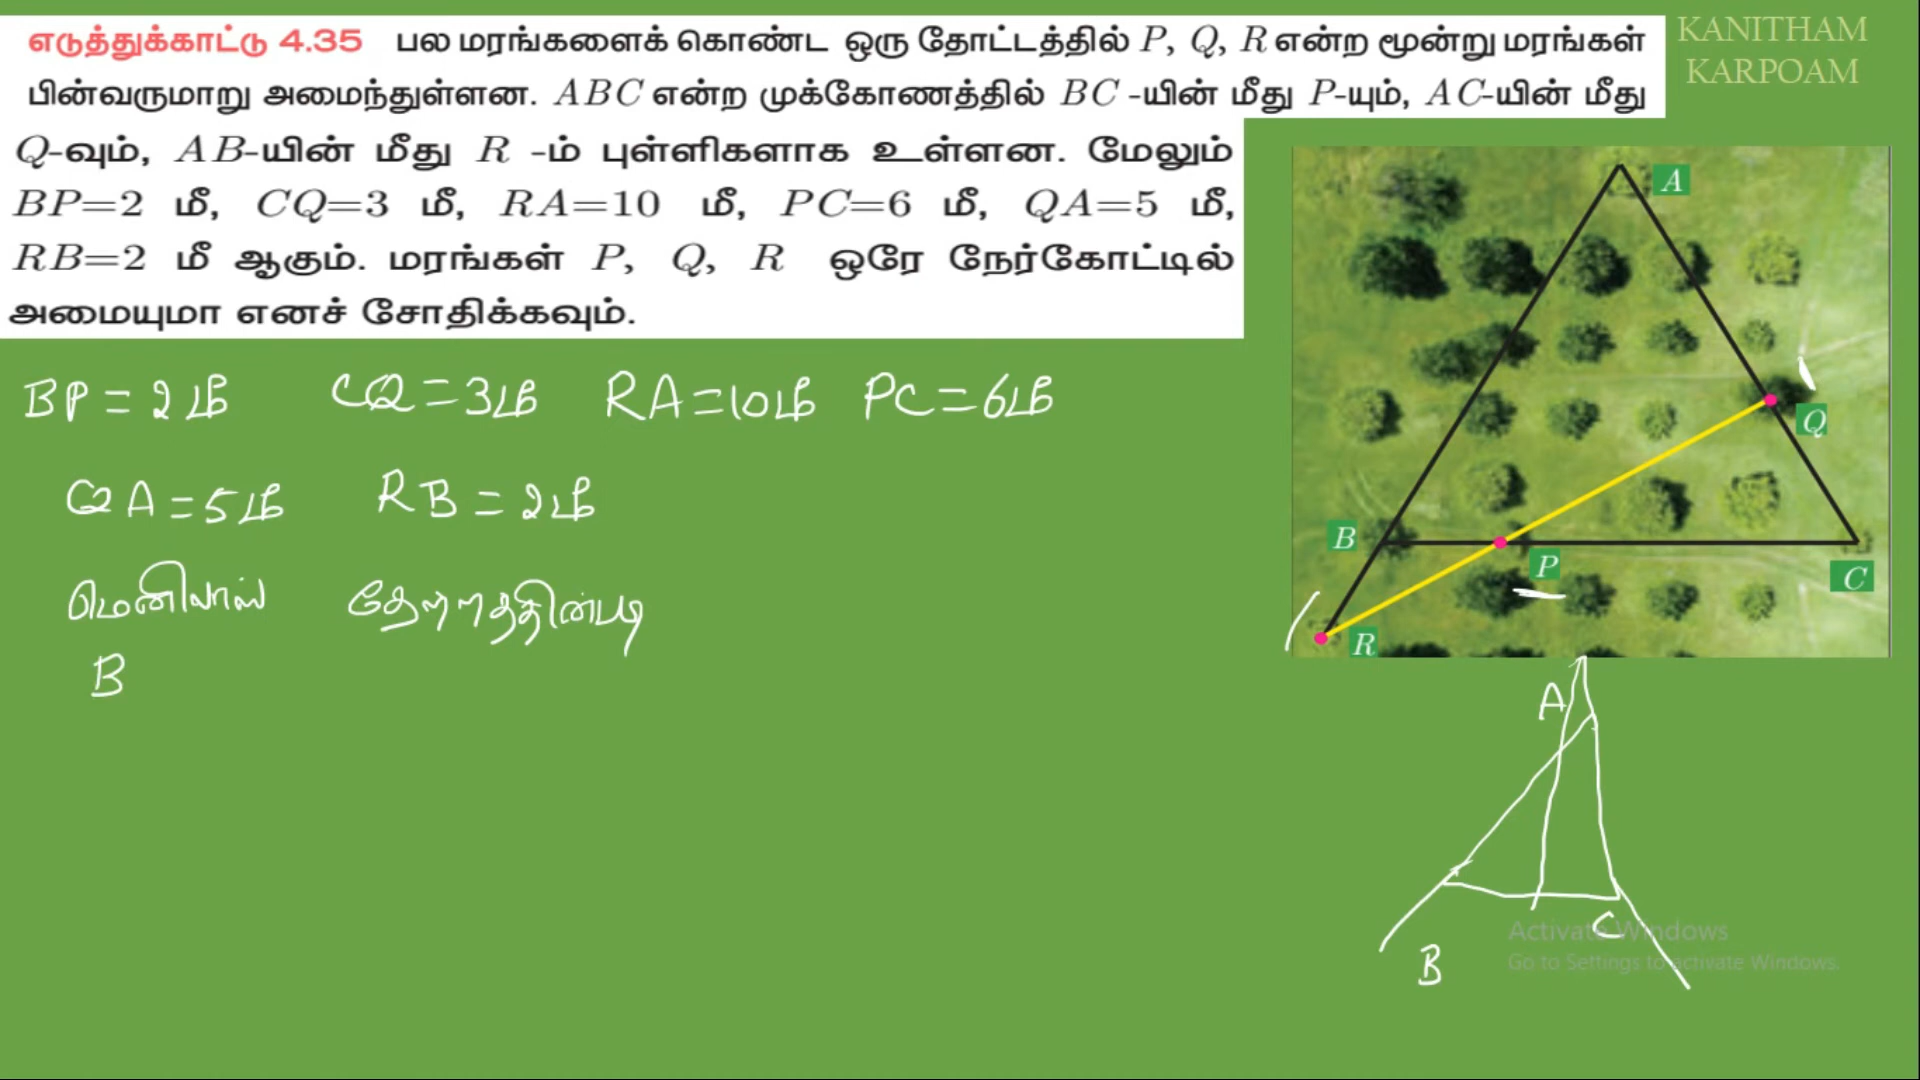 எடுத்துக்காட்டு 4.35 பல மரங்களைக் கொண்ட ஒரு தோட்டத்தில் P, Q, R என்ற மூன்று மரங்கள்
பின்வருமாறு அமைந்துள்ளன. ABC என்ற முக்கோணத்தில் BC -யின் மீது P-யும், AC-யின் மீது
Q-வும், AB-யின் மீது R -ம் புள்ளிகளாக உள்ளன. மேலும்
BP=2 மீ, CQ=3 மீ, RA=10 மீ, PC=6 மீ, QA=5 மீ,
RB=2 மீ ஆகும். மரங்கள் P, Q, R ஒரே நேர்கோட்டில்
அமையுமா எனச் சோதிக்கவும்.
KANITHAM
KARPOAM
A
Q
B
P
C
R
BP = 2மீ CQ = 3மீ RA = 10மீ PC = 6மீ
QA = 5மீ RB = 2மீ
மெனிலாஸ் தேற்றத்தின்படி
B
A
C
B
Activate Windows
Go to Settings to activate Windows.